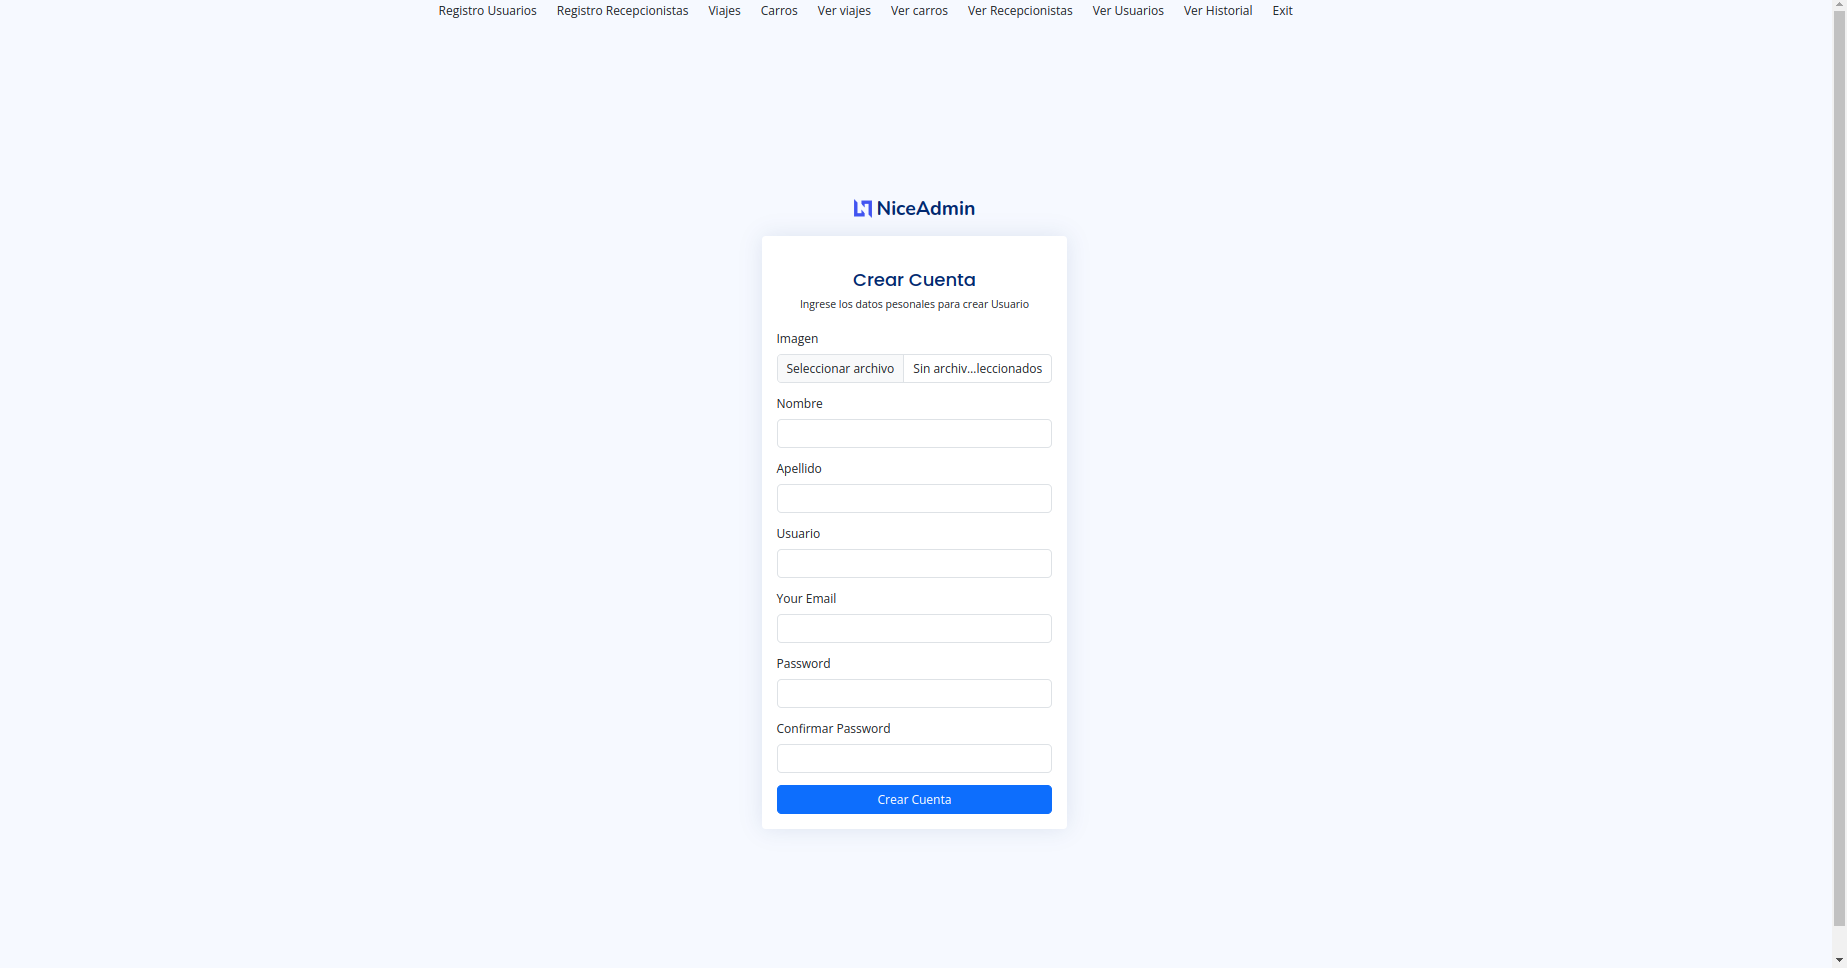 Registro Usuarios Registro Recepcionistas Viajes Carros Ver viajes Ver carros Ver Recepcionistas Ver Usuarios Ver Historial Exit
NiceAdmin
Crear Cuenta
Ingrese los datos pesonales para crear Usuario
Imagen
Seleccionar archivo Sin archiv...leccionados
Nombre
Apellido
Usuario
Your Email
Password
Confirmar Password
Crear Cuenta